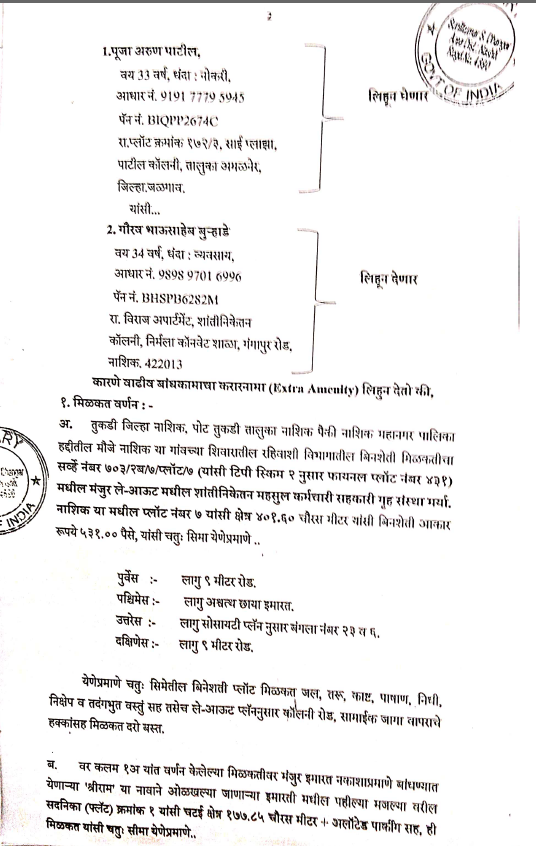 २
१.पूजा अरुण पाटील,
वय 33 वर्ष, धंदा : नोकरी,
आधार नं. 9191 7779 5945
पॅन नं. BIQPP2674C
रा.प्लॉट क्रमांक १७२/३, साई प्लाझा,
पाटील कॉलनी, तालुका अमळनेर,
जिल्हा.जळगाव.
यांसी...
लिहून घेणार
2. गौरव भाऊसाहेब बुऱ्हाडे
वय 34 वर्ष, धंदा : व्यवसाय,
आधार नं. 9898 9701 6996
पॅन नं. BHSPB6282M
रा. विराज अपार्टमेंट, शांतीनिकेतन
कॉलनी, निर्मला कॉनवेट शाळा, गंगापुर रोड,
नाशिक. 422013
लिहून देणार
कारणे वाढीव बांधकामाचा करारनामा (Extra Amenity) लिहुन देतो की,
१. मिळकत वर्णन : -
अ. तुकडी जिल्हा नाशिक, पोट तुकडी तालुका नाशिक पैकी नाशिक महानगर पालिका
हद्दीतील मौजे नाशिक या गांवच्या शिवारातील रहिवाशी विभागातील बिनशेती मिळकतीचा
सर्व्हे नंबर ७०३/२ब/७/प्लॉट/७ (यांसी टिपी स्किम २ नुसार फायनल प्लॉट नंबर ४३१)
मधील मंजुर ले-आऊट मधील शांतीनिकेतन महसुल कर्मचारी सहकारी गृह संस्था मर्या.
नाशिक या मधील प्लॉट नंबर ७ यांसी क्षेत्र ४०१.६० चौरस मीटर यांसी बिनशेती आकार
रूपये ५३१.०० पैसे, यांसी चतुः सिमा येणेप्रमाणे ..
पुर्वेस :- लागु ९ मीटर रोड.
पश्चिमेस :- लागु अश्वत्थ छाया इमारत.
उत्तरेस :- लागु सोसायटी प्लॅन नुसार बंगला नंबर २३ व ६.
दक्षिणेस :- लागु ९ मीटर रोड.
येणेप्रमाणे चतुः सिमेतील बिनेशती प्लॉट मिळकत जल, तरू, काष्ट, पाषाण, निधी,
निक्षेप व तदंगभुत वस्तुं सह तसेच ले-आऊट प्लॅननुसार कॉलनी रोड, सामाईक जागा वापराचे
हक्कांसह मिळकत दरो बस्त.
ब. वर कलम १अ यांत वर्णन केलेल्या मिळकतीवर मंजुर इमारत नकाशाप्रमाणे बांधण्यात
येणाऱ्या 'श्रीराम' या नावाने ओळखल्या जाणाऱ्या इमारती मधील पहील्या मजल्या वरील
सदनिका (फ्लॅट) क्रमांक १ यांसी चटई क्षेत्र १७७.८५ चौरस मीटर + अलॉटेड पार्कींग सह, ही
मिळकत यांसी चतुः सीमा येणेप्रमाणे..
GOVT OF INDIA